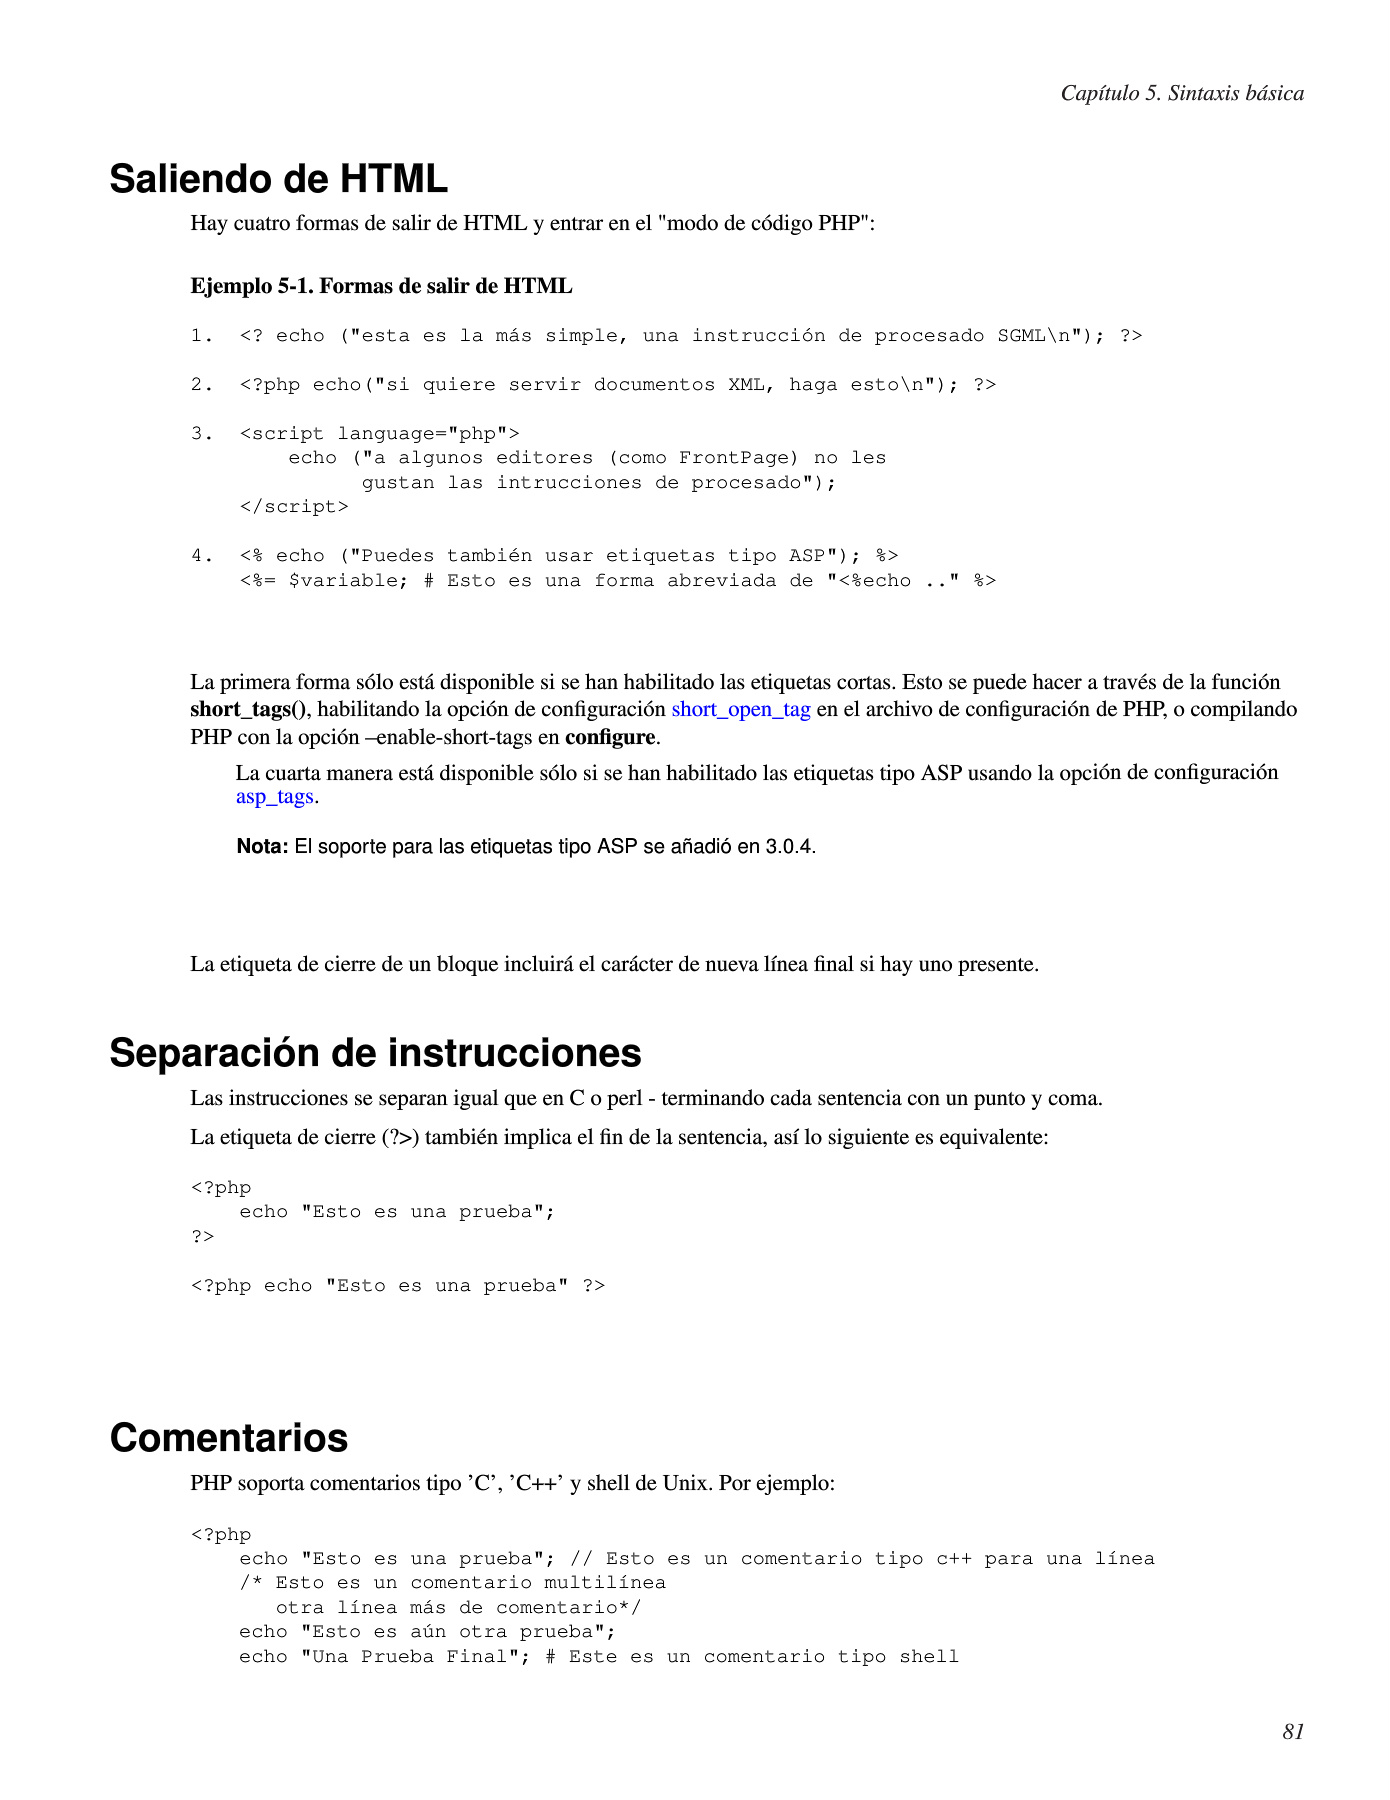 Capítulo 5. Sintaxis básica
Saliendo de HTML
Hay cuatro formas de salir de HTML y entrar en el "modo de código PHP":
Ejemplo 5-1. Formas de salir de HTML
1.  <? echo ("esta es la más simple, una instrucción de procesado SGML\n"); ?>
2.  <?php echo("si quiere servir documentos XML, haga esto\n"); ?>
3.  <script language="php">
        echo ("a algunos editores (como FrontPage) no les
              gustan las intrucciones de procesado");
    </script>
4.  <% echo ("Puedes también usar etiquetas tipo ASP"); %>
    <%= $variable; # Esto es una forma abreviada de "<%echo .." %>
La primera forma sólo está disponible si se han habilitado las etiquetas cortas. Esto se puede hacer a través de la función
short_tags(), habilitando la opción de configuración short_open_tag en el archivo de configuración de PHP, o compilando
PHP con la opción –enable-short-tags en configure.
La cuarta manera está disponible sólo si se han habilitado las etiquetas tipo ASP usando la opción de configuración
asp_tags.
Nota: El soporte para las etiquetas tipo ASP se añadió en 3.0.4.
La etiqueta de cierre de un bloque incluirá el carácter de nueva línea final si hay uno presente.
Separación de instrucciones
Las instrucciones se separan igual que en C o perl - terminando cada sentencia con un punto y coma.
La etiqueta de cierre (?>) también implica el fin de la sentencia, así lo siguiente es equivalente:
<?php
    echo "Esto es una prueba";
?>
<?php echo "Esto es una prueba" ?>
Comentarios
PHP soporta comentarios tipo ’C’, ’C++’ y shell de Unix. Por ejemplo:
<?php
    echo "Esto es una prueba"; // Esto es un comentario tipo c++ para una línea
    /* Esto es un comentario multilínea
       otra línea más de comentario*/
    echo "Esto es aún otra prueba";
    echo "Una Prueba Final"; # Este es un comentario tipo shell
81